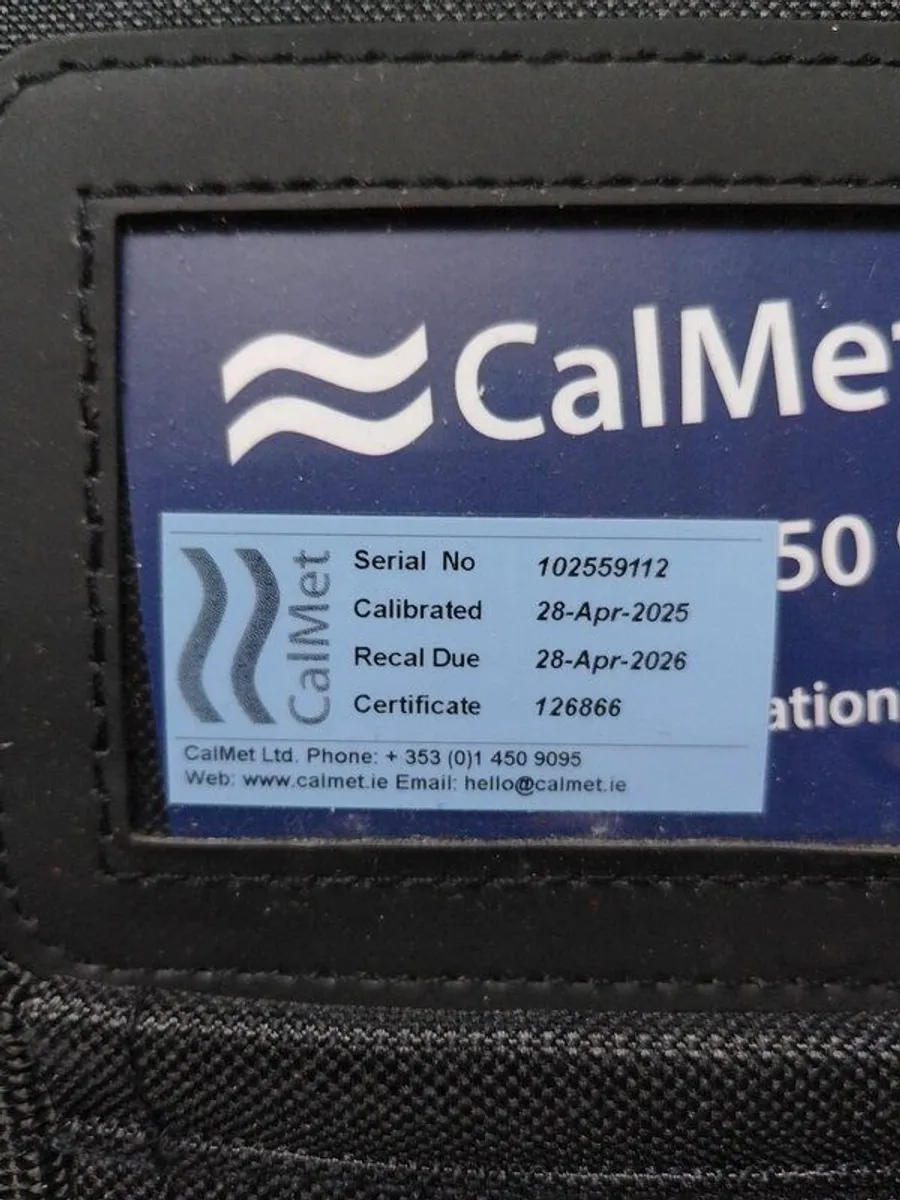 CalMet
50
ation
CalMet
Serial No 102559112
Calibrated 28-Apr-2025
Recal Due 28-Apr-2026
Certificate 126866
CalMet Ltd. Phone: + 353 (0)1 450 9095
Web: www.calmet.ie Email: hello@calmet.ie